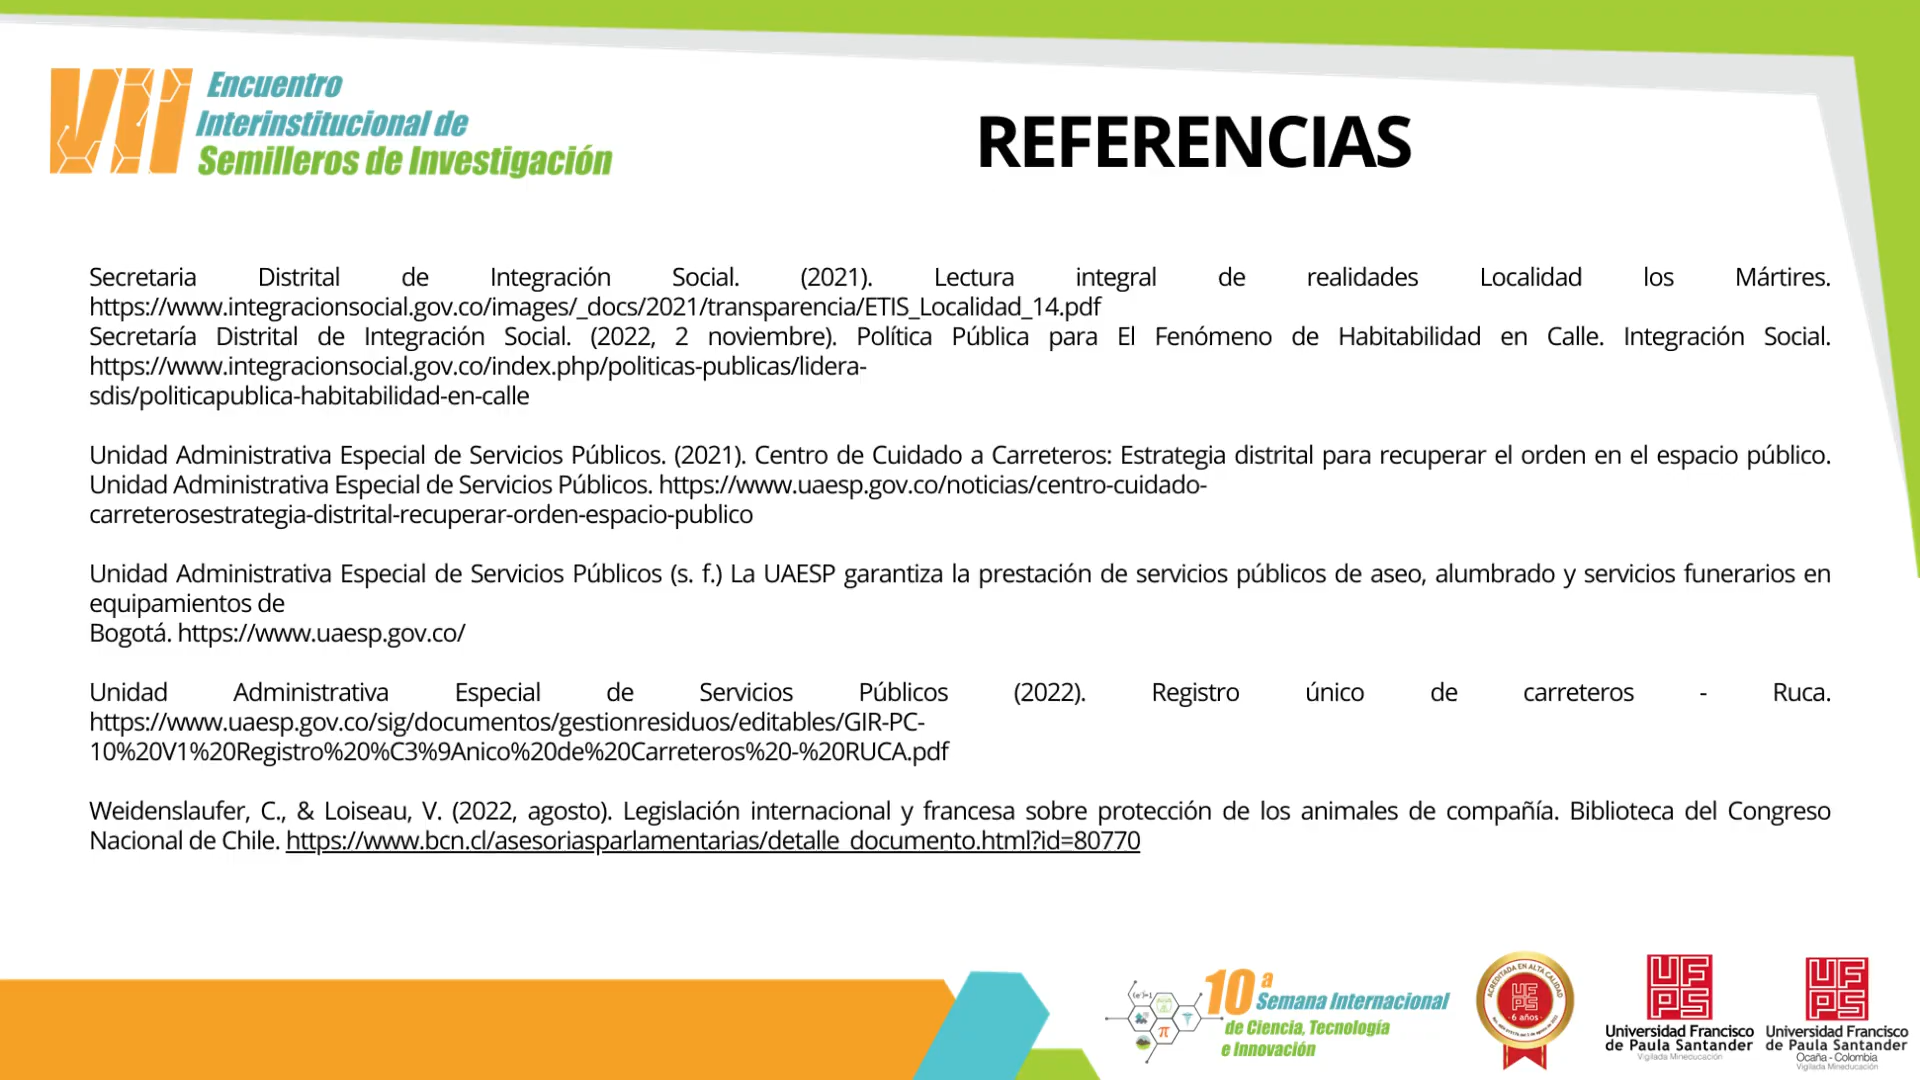 VII Encuentro
Interinstitucional de
Semilleros de Investigación
REFERENCIAS
Secretaria Distrital de Integración Social. (2021). Lectura integral de realidades Localidad los Mártires.
https://www.integracionsocial.gov.co/images/_docs/2021/transparencia/ETIS_Localidad_14.pdf
Secretaría Distrital de Integración Social. (2022, 2 noviembre). Política Pública para El Fenómeno de Habitabilidad en Calle. Integración Social.
https://www.integracionsocial.gov.co/index.php/politicas-publicas/lidera-
sdis/politicapublica-habitabilidad-en-calle
Unidad Administrativa Especial de Servicios Públicos. (2021). Centro de Cuidado a Carreteros: Estrategia distrital para recuperar el orden en el espacio público.
Unidad Administrativa Especial de Servicios Públicos. https://www.uaesp.gov.co/noticias/centro-cuidado-
carreterosestrategia-distrital-recuperar-orden-espacio-publico
Unidad Administrativa Especial de Servicios Públicos (s. f.) La UAESP garantiza la prestación de servicios públicos de aseo, alumbrado y servicios funerarios en
equipamientos de
Bogotá. https://www.uaesp.gov.co/
Unidad Administrativa Especial de Servicios Públicos (2022). Registro único de carreteros - Ruca.
https://www.uaesp.gov.co/sig/documentos/gestionresiduos/editables/GIR-PC-
10%20V1%20Registro%20%C3%9Anico%20de%20Carreteros%20-%20RUCA.pdf
Weidenslaufer, C., & Loiseau, V. (2022, agosto). Legislación internacional y francesa sobre protección de los animales de compañía. Biblioteca del Congreso
Nacional de Chile. https://www.bcn.cl/asesoriasparlamentarias/detalle_documento.html?id=80770
10ª Semana Internacional
de Ciencia, Tecnología
e Innovación
π
ACREDITADA EN ALTA CALIDAD
UFPS
· 6 años ·
UFPS
Universidad Francisco
de Paula Santander
Vigilada Mineducación
UFPS
Universidad Francisco
de Paula Santander
Ocaña - Colombia
Vigilada Mineducación